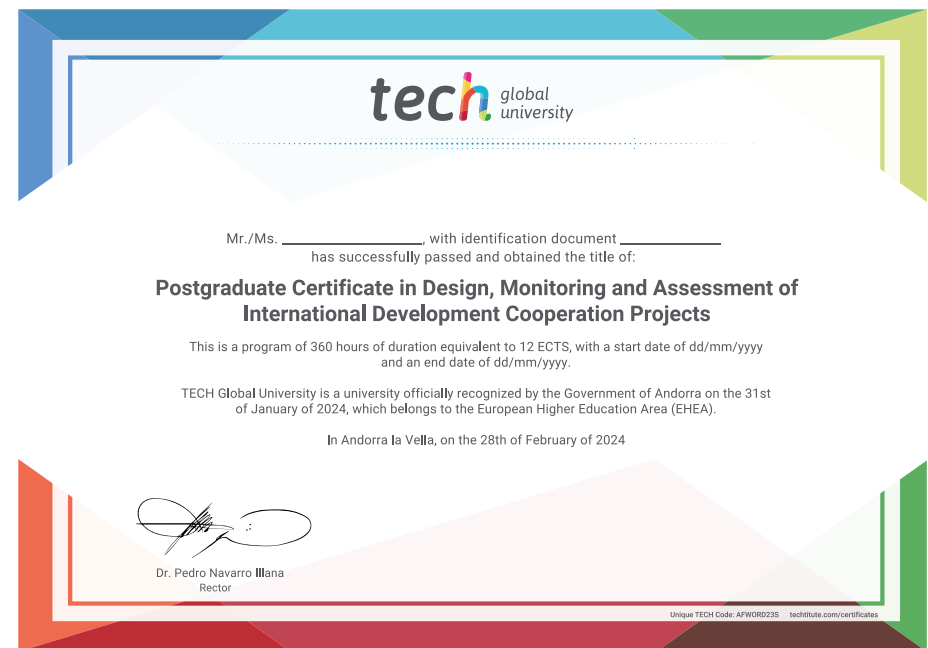 tech global
university
Mr./Ms. ____________________, with identification document ______________
has successfully passed and obtained the title of:
Postgraduate Certificate in Design, Monitoring and Assessment of
International Development Cooperation Projects
This is a program of 360 hours of duration equivalent to 12 ECTS, with a start date of dd/mm/yyyy
and an end date of dd/mm/yyyy.
TECH Global University is a university officially recognized by the Government of Andorra on the 31st
of January of 2024, which belongs to the European Higher Education Area (EHEA).
In Andorra la Vella, on the 28th of February of 2024
Dr. Pedro Navarro Illana
Rector
Unique TECH Code: AFWORD23S techtitute.com/certificates